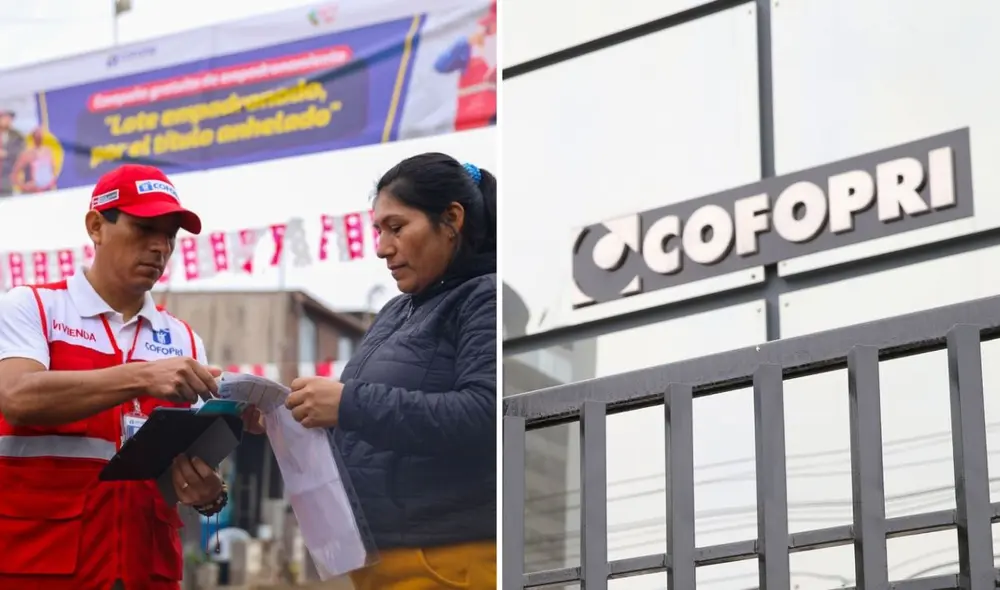 Campaña gratuita de empadronamiento
"Lote empadronado,
por el título anhelado"
COFOPRI
VIVIENDA
COFOPRI
COFOPRI